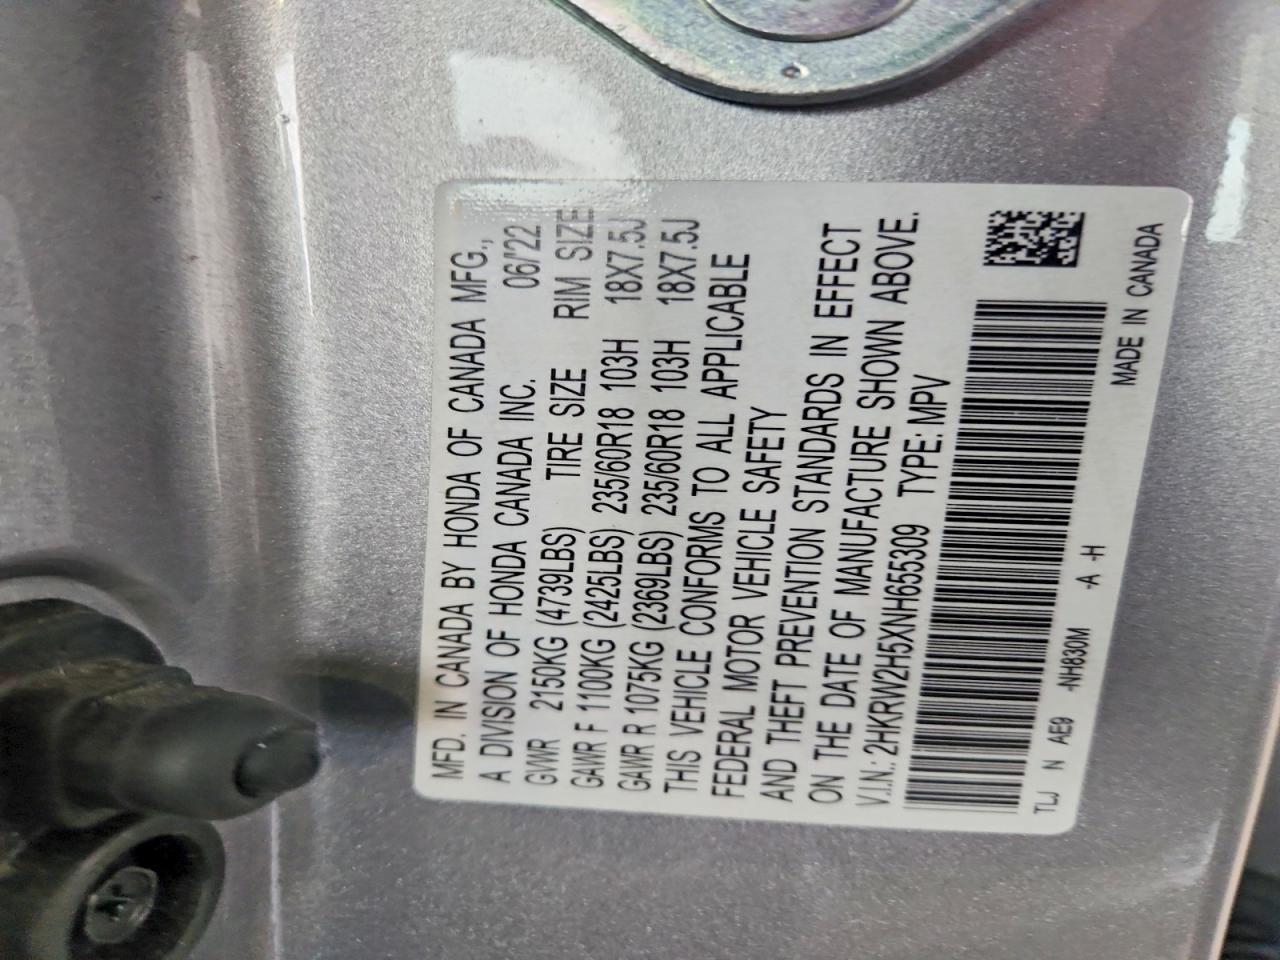 MFD. IN CANADA BY HONDA OF CANADA MFG.,
A DIVISION OF HONDA CANADA INC. 06/'22
GVWR 2150KG (4739LBS) TIRE SIZE RIM SIZE
GAWR F 1100KG (2425LBS) 235/60R18 103H 18X7.5J
GAWR R 1075KG (2369LBS) 235/60R18 103H 18X7.5J
THIS VEHICLE CONFORMS TO ALL APPLICABLE
FEDERAL MOTOR VEHICLE SAFETY
AND THEFT PREVENTION STANDARDS IN EFFECT
ON THE DATE OF MANUFACTURE SHOWN ABOVE.
V.I.N.: 2HKRW2H5XNH655309 TYPE: MPV
TLJ N AE9 -NH830M -A -H MADE IN CANADA